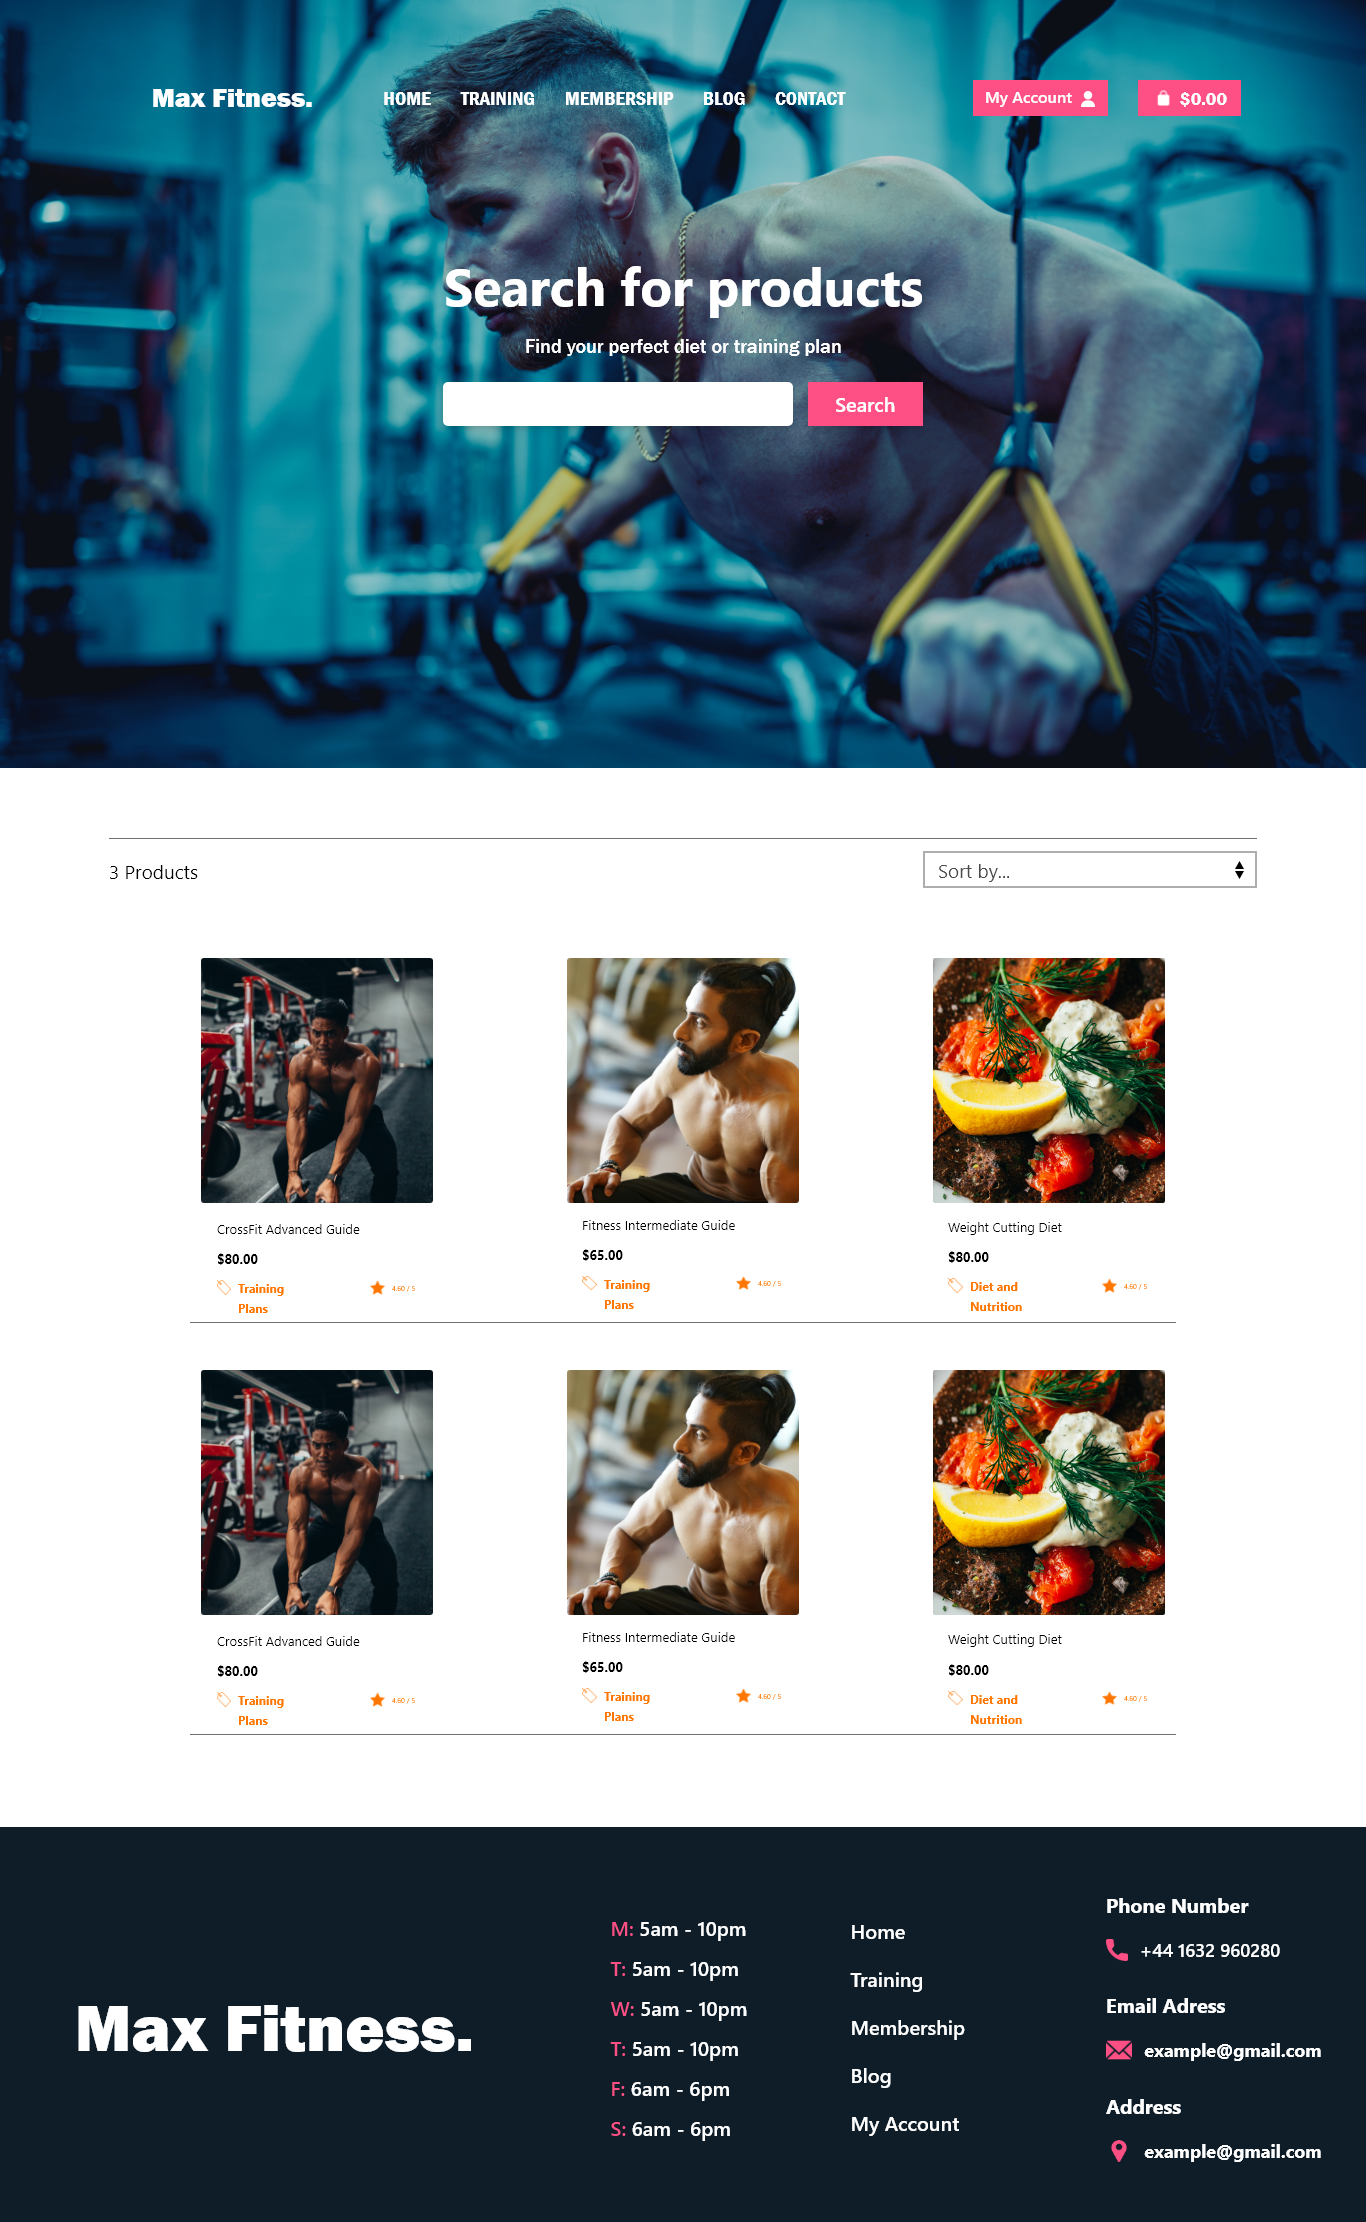 Max Fitness.
HOME TRAINING MEMBERSHIP BLOG CONTACT
My Account
$0.00
Search for products
Find your perfect diet or training plan
Search
3 Products
Sort by...
CrossFit Advanced Guide
$80.00
Training
Plans
4.60 / 5
Fitness Intermediate Guide
$65.00
Training
Plans
4.60 / 5
Weight Cutting Diet
$80.00
Diet and
Nutrition
4.60 / 5
CrossFit Advanced Guide
$80.00
Training
Plans
4.60 / 5
Fitness Intermediate Guide
$65.00
Training
Plans
4.60 / 5
Weight Cutting Diet
$80.00
Diet and
Nutrition
4.60 / 5
Max Fitness.
M: 5am - 10pm
T: 5am - 10pm
W: 5am - 10pm
T: 5am - 10pm
F: 6am - 6pm
S: 6am - 6pm
Home
Training
Membership
Blog
My Account
Phone Number
+44 1632 960280
Email Adress
example@gmail.com
Address
example@gmail.com